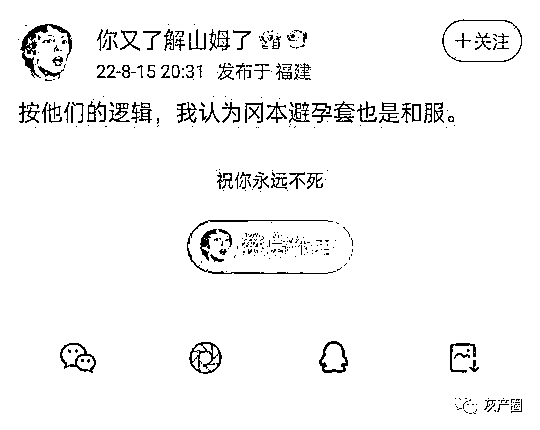 你又了解山姆了
+关注
22-8-15 20:31 发布于 福建
按他们的逻辑，我认为冈本避孕套也是和服。
祝你永远不死
灰产圈